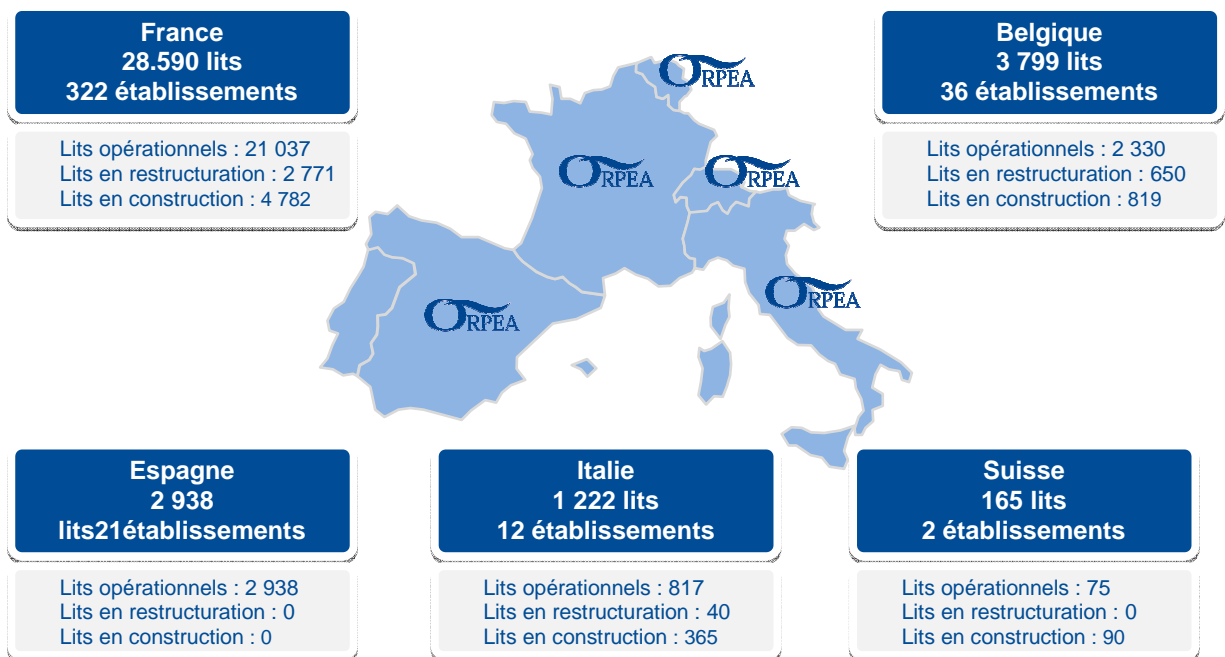 France
28.590 lits
322 établissements
Lits opérationnels : 21 037
Lits en restructuration : 2 771
Lits en construction : 4 782
Belgique
3 799 lits
36 établissements
Lits opérationnels : 2 330
Lits en restructuration : 650
Lits en construction : 819
ORPEA
ORPEA
ORPEA
ORPEA
ORPEA
Espagne
2 938
lits21établissements
Lits opérationnels : 2 938
Lits en restructuration : 0
Lits en construction : 0
Italie
1 222 lits
12 établissements
Lits opérationnels : 817
Lits en restructuration : 40
Lits en construction : 365
Suisse
165 lits
2 établissements
Lits opérationnels : 75
Lits en restructuration : 0
Lits en construction : 90